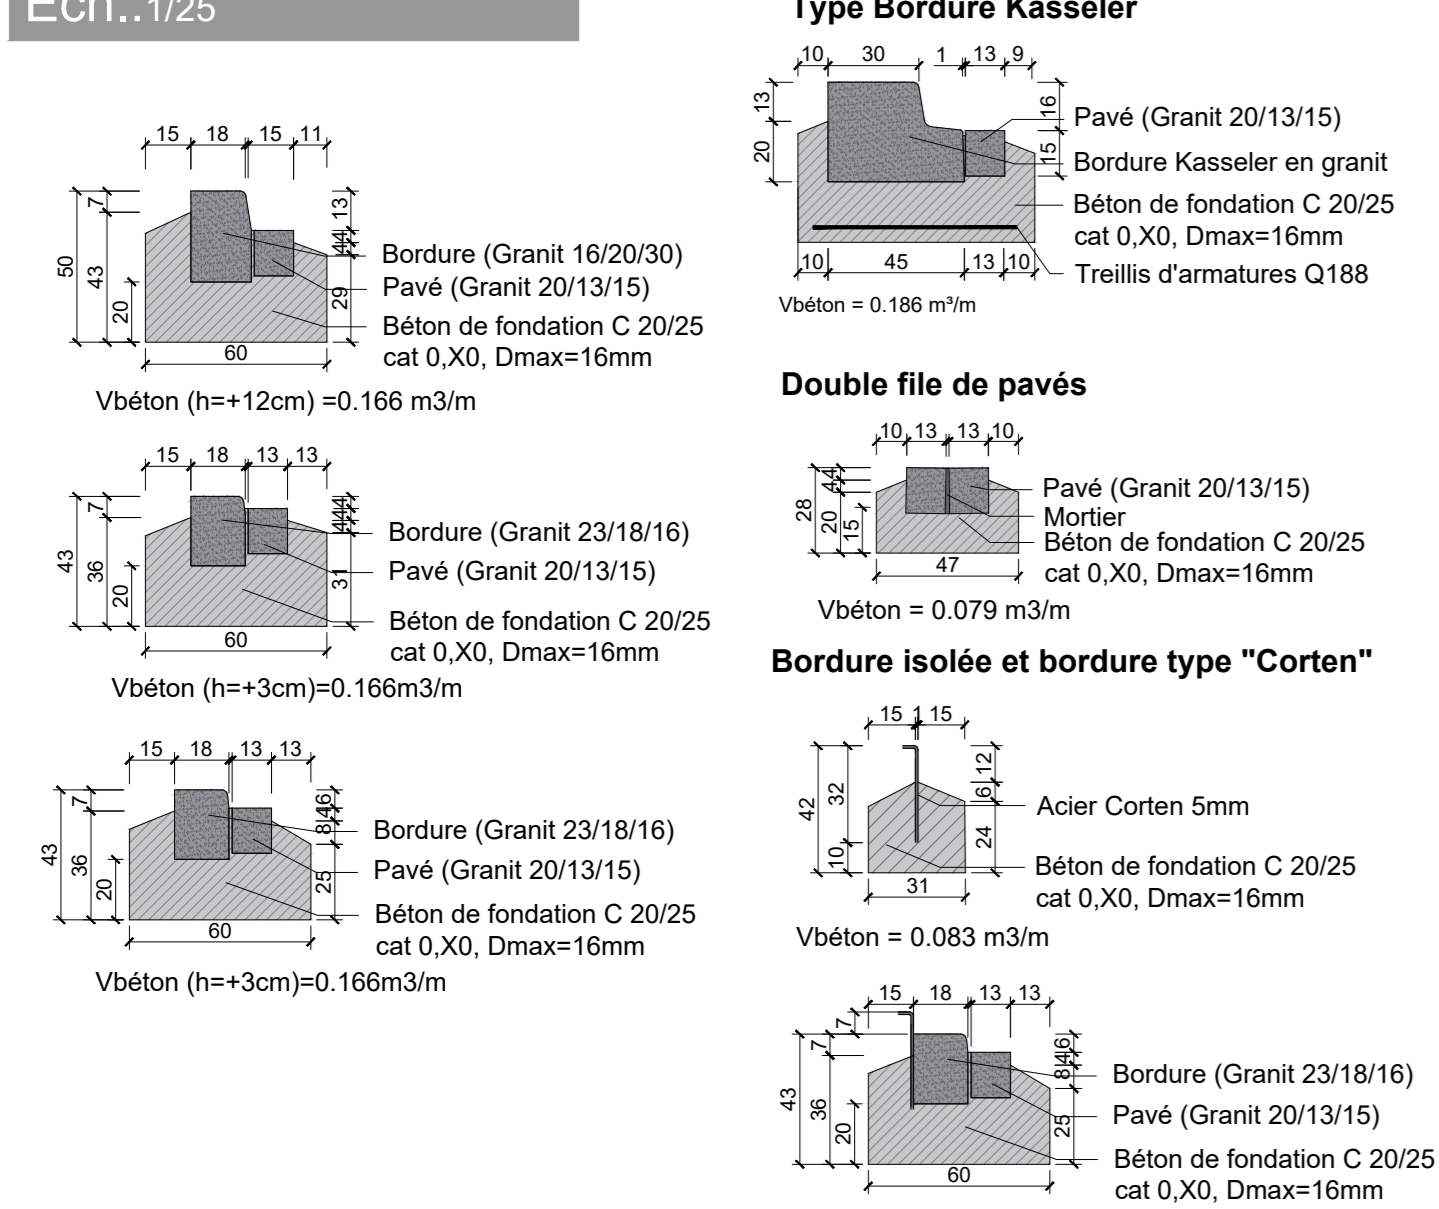 Ech..1/25
15 18 15 11
50
7
43
20
13
4
4
29
60
Bordure (Granit 16/20/30)
Pavé (Granit 20/13/15)
Béton de fondation C 20/25
cat 0,X0, Dmax=16mm
Vbéton (h=+12cm) =0.166 m3/m
15 18 13 13
43
7
36
20
4
4
4
4
31
60
Bordure (Granit 23/18/16)
Pavé (Granit 20/13/15)
Béton de fondation C 20/25
cat 0,X0, Dmax=16mm
Vbéton (h=+3cm)=0.166m3/m
15 18 13 13
43
7
36
20
6
4
8
25
60
Bordure (Granit 23/18/16)
Pavé (Granit 20/13/15)
Béton de fondation C 20/25
cat 0,X0, Dmax=16mm
Vbéton (h=+3cm)=0.166m3/m
Type Bordure Kasseler
10 30 1 13 9
13
20
16
15
10 45 13 10
Pavé (Granit 20/13/15)
Bordure Kasseler en granit
Béton de fondation C 20/25
cat 0,X0, Dmax=16mm
Treillis d'armatures Q188
Vbéton = 0.186 m³/m
Double file de pavés
10 13 13 10
28
4
4
20
15
47
Pavé (Granit 20/13/15)
Mortier
Béton de fondation C 20/25
cat 0,X0, Dmax=16mm
Vbéton = 0.079 m3/m
Bordure isolée et bordure type "Corten"
15 1 15
42
32
10
12
6
24
31
Acier Corten 5mm
Béton de fondation C 20/25
cat 0,X0, Dmax=16mm
Vbéton = 0.083 m3/m
15 18 13 13
7
43
7
36
20
6
4
8
25
60
Bordure (Granit 23/18/16)
Pavé (Granit 20/13/15)
Béton de fondation C 20/25
cat 0,X0, Dmax=16mm